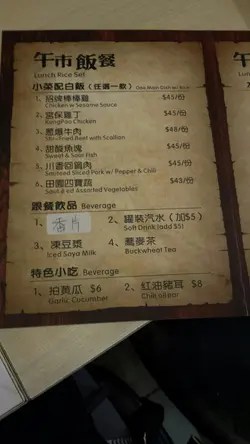 午市飯餐
Lunch Rice Set
小菜配白飯（任選一款）One Main Dish w/ Rice
1、招牌棒棒雞 $45/份
Chicken w Sesame Sauce
2、宮保雞丁 $45/份
KungPao Chicken
3、蔥爆牛肉 $48/份
Stir-fried Beef with Scallion
4、甜酸魚塊 $45/份
Sweet & Sour Fish
5、川香回鍋肉 $45/份
Sauteed Sliced Pork w/ Pepper & Chili
6、田園四寶蔬 $43/份
Sautéed Assorted Vegetables
跟餐飲品 Beverage
1、香片
2、罐裝汽水（加$5）
Soft Drink (add $5)
3、凍豆漿
Iced Soya Milk
4、蕎麥茶
Buckwheat Tea
特色小吃 Beverage
1、拍黃瓜 $6
Garlic Cucumber
2、紅油豬耳 $8